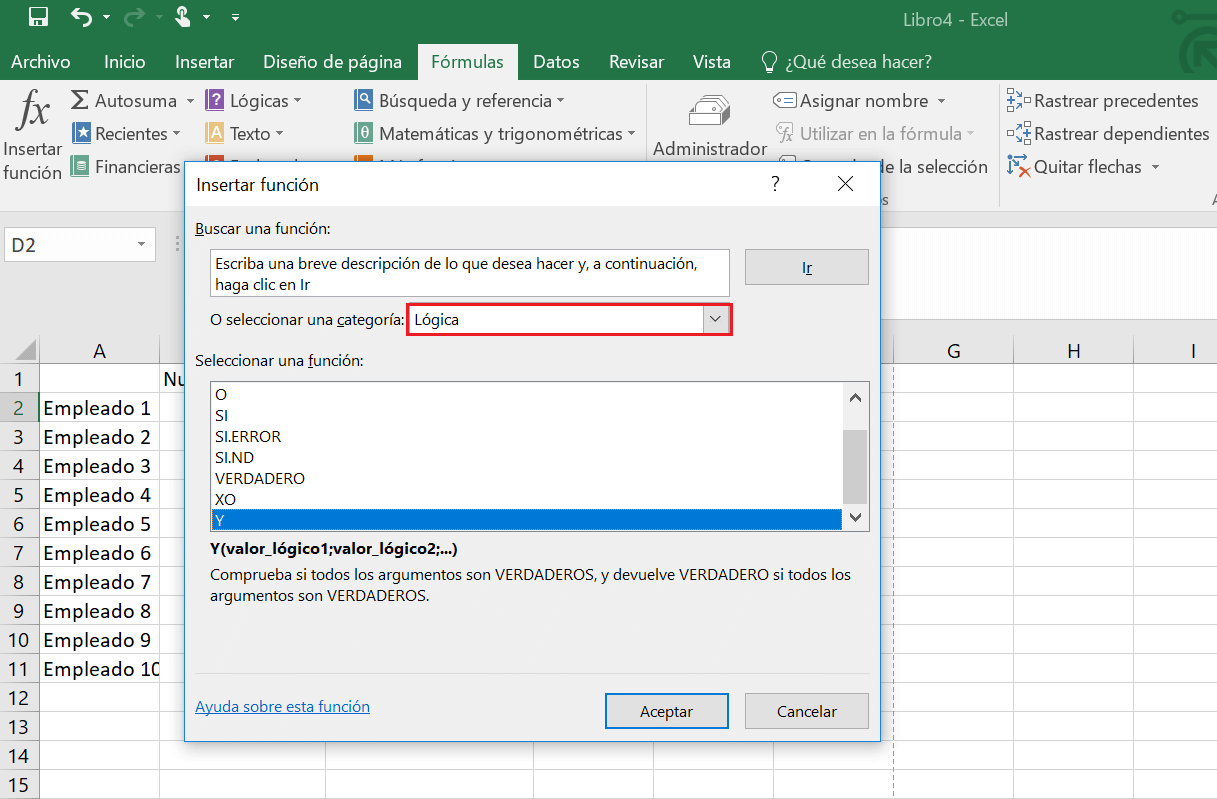 Libro4 - Excel
Archivo Inicio Insertar Diseño de página Fórmulas Datos Revisar Vista ¿Qué desea hacer?
fx Σ Autosuma ? Lógicas Búsqueda y referencia Asignar nombre Rastrear precedentes
Insertar función Recientes A Texto θ Matemáticas y trigonométricas Administrador Utilizar en la fórmula Rastrear dependientes
Financieras de la selección Quitar flechas
Insertar función ?
Buscar una función:
D2
Escriba una breve descripción de lo que desea hacer y, a continuación,
haga clic en Ir
Ir
O seleccionar una categoría: Lógica
Seleccionar una función:
A G H I
1 Nu
2 Empleado 1
3 Empleado 2
4 Empleado 3
5 Empleado 4
6 Empleado 5
7 Empleado 6
8 Empleado 7
9 Empleado 8
10 Empleado 9
11 Empleado 10
12
13
14
15
O
SI
SI.ERROR
SI.ND
VERDADERO
XO
Y
Y(valor_lógico1;valor_lógico2;...)
Comprueba si todos los argumentos son VERDADEROS, y devuelve VERDADERO si todos los
argumentos son VERDADEROS.
Ayuda sobre esta función
Aceptar
Cancelar